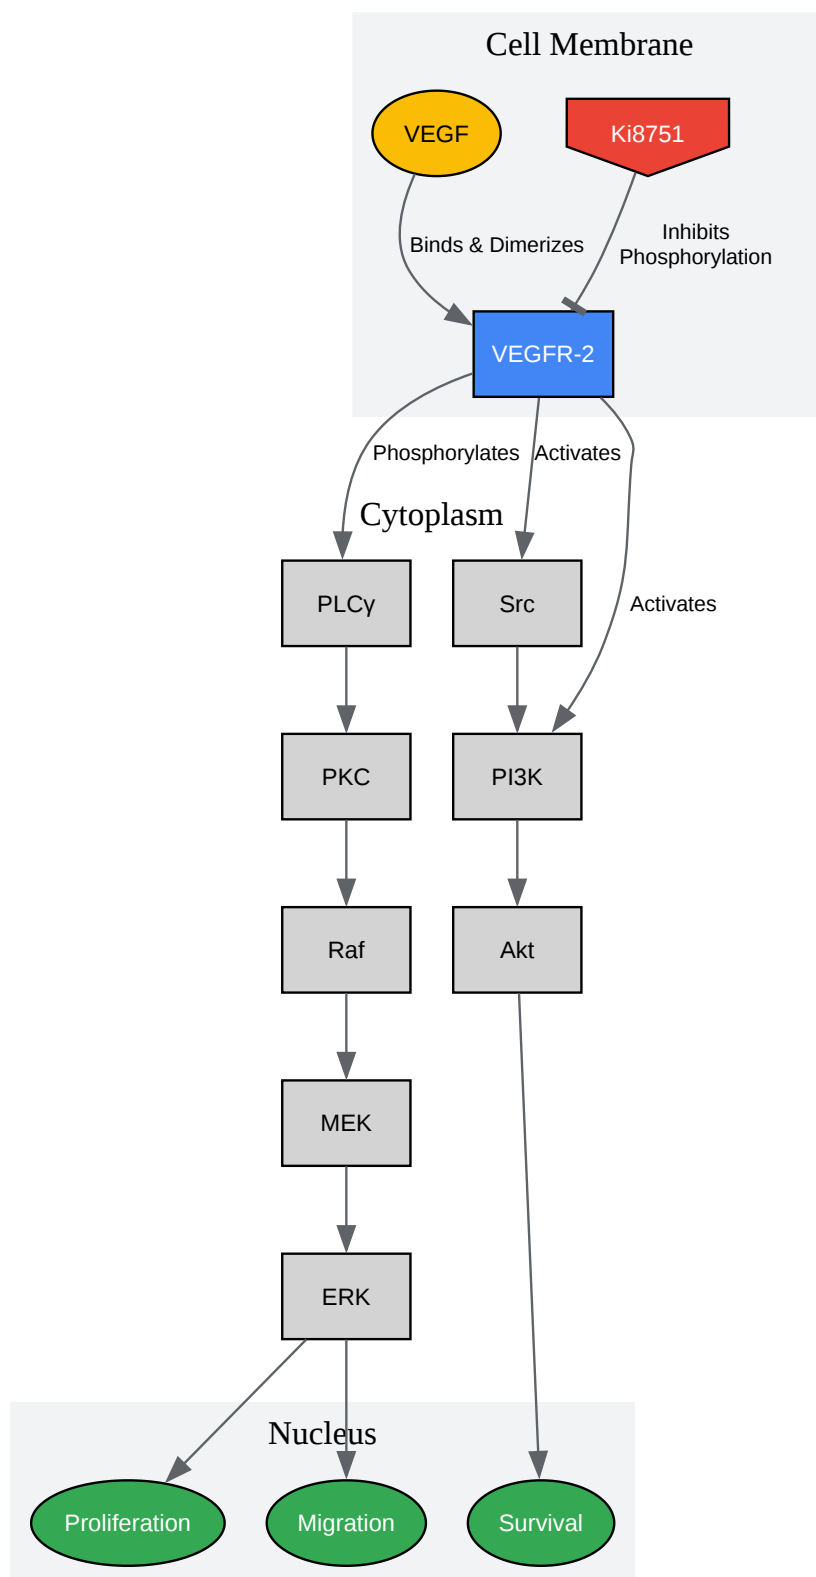 Cell Membrane
VEGF
Ki8751
Binds & Dimerizes
Inhibits
Phosphorylation
VEGFR-2
Phosphorylates
Activates
Cytoplasm
PLCγ
Src
Activates
PKC
PI3K
Raf
Akt
MEK
ERK
Nucleus
Proliferation
Migration
Survival